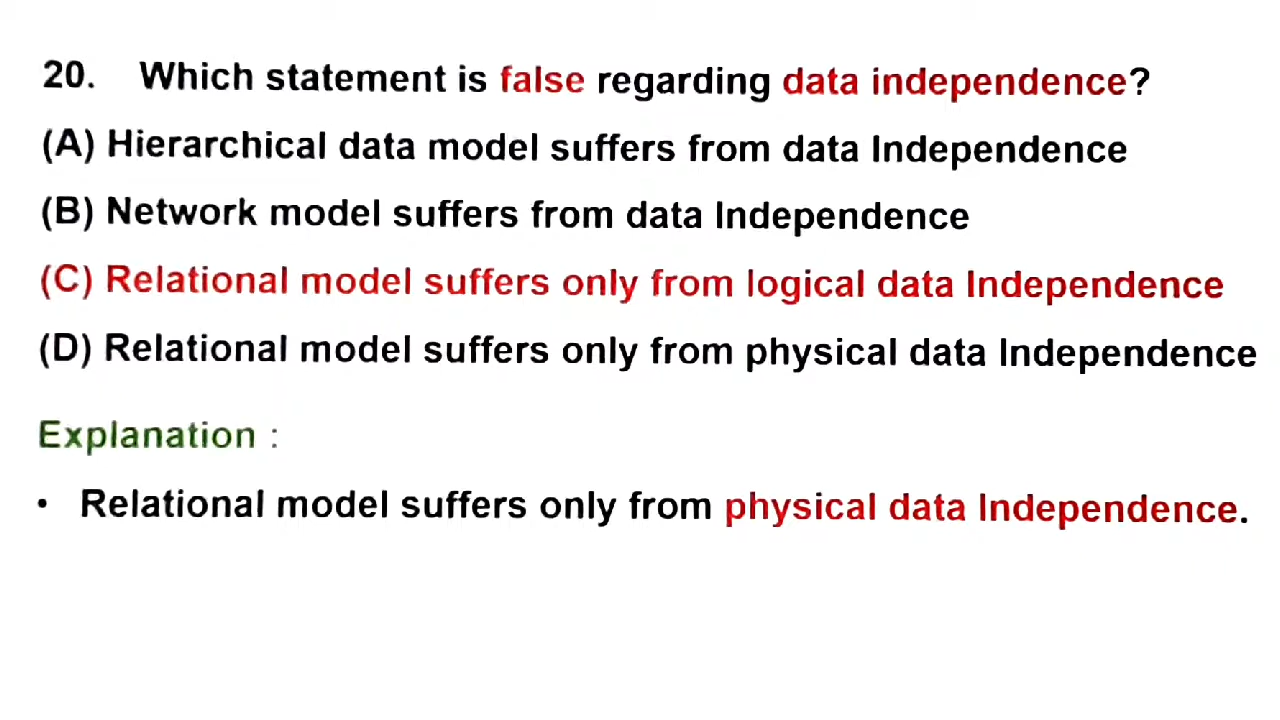 20. Which statement is false regarding data independence?
(A) Hierarchical data model suffers from data Independence
(B) Network model suffers from data Independence
(C) Relational model suffers only from logical data Independence
(D) Relational model suffers only from physical data Independence
Explanation :
• Relational model suffers only from physical data Independence.